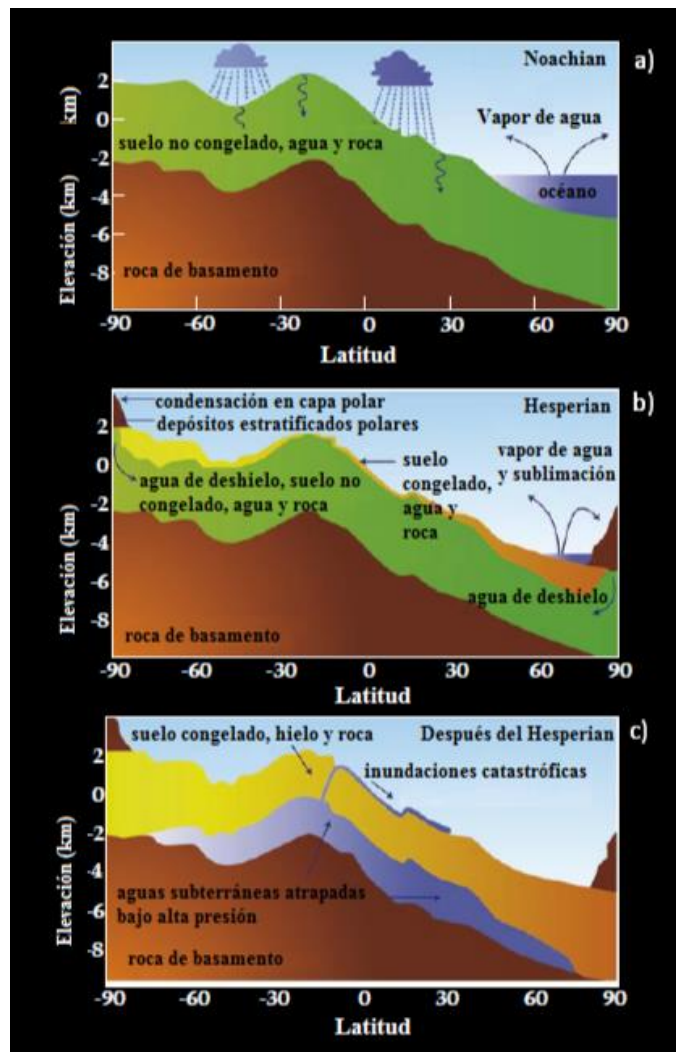 Noachian
a)
2
0
-2
-4
-6
-8
Elevación (km)
km)
Vapor de agua
suelo no congelado, agua y roca
océano
roca de basamento
-90 -60 -30 0 30 60 90
Latitud
condensación en capa polar
depósitos estratificados polares
Hesperian
b)
2
0
-2
-4
-6
-8
Elevación (km)
suelo
congelado,
agua y
roca
vapor de agua
y sublimación
agua de deshielo, suelo no
congelado, agua y roca
agua de deshielo
roca de basamento
-90 -60 -30 0 30 60 90
Latitud
suelo congelado, hielo y roca
Después del Hesperian
c)
inundaciones catastróficas
2
0
-2
-4
-6
-8
Elevación (km)
aguas subterráneas atrapadas
bajo alta presión
roca de basamento
-90 -60 -30 0 30 60 90
Latitud